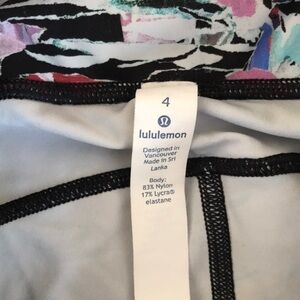 4
lululemon
Designed in
Vancouver
Made in Sri
Lanka
Body:
83% Nylon
17% Lycra®
elastane